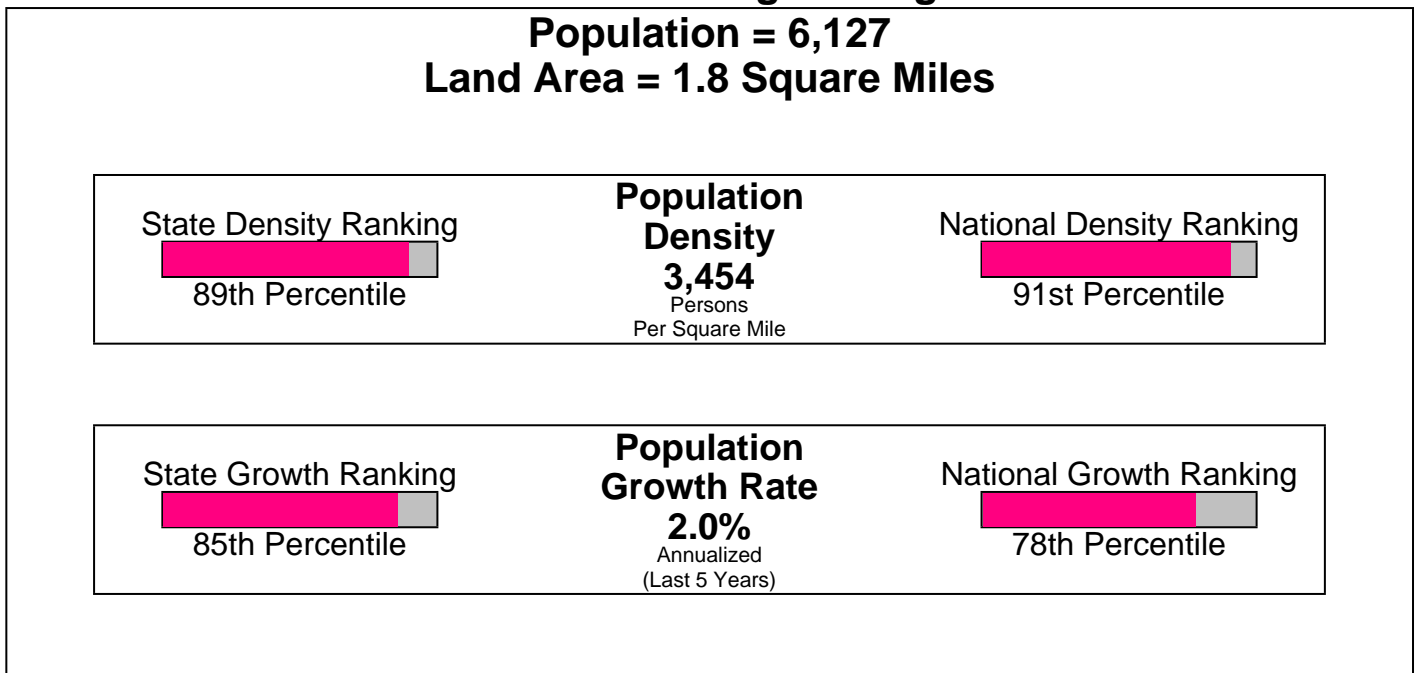 Population = 6,127
Land Area = 1.8 Square Miles
State Density Ranking
89th Percentile
Population
Density
3,454
Persons
Per Square Mile
National Density Ranking
91st Percentile
State Growth Ranking
85th Percentile
Population
Growth Rate
2.0%
Annualized
(Last 5 Years)
National Growth Ranking
78th Percentile